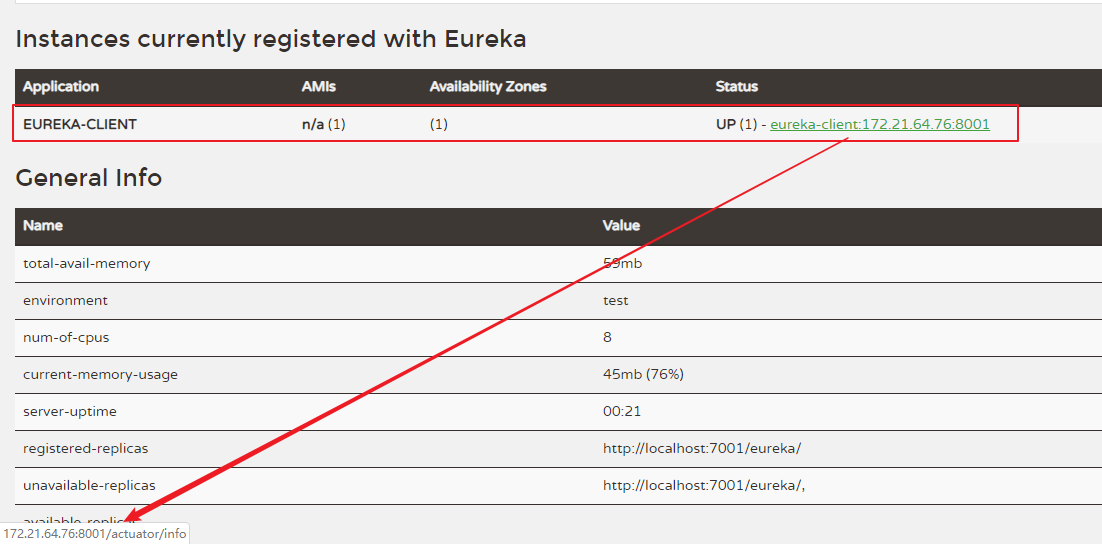 Instances currently registered with Eureka
Application AMIs Availability Zones Status
EUREKA-CLIENT n/a (1) (1) UP (1) - eureka-client:172.21.64.76:8001
General Info
Name Value
total-avail-memory 59mb
environment test
num-of-cpus 8
current-memory-usage 45mb (76%)
server-uptime 00:21
registered-replicas http://localhost:7001/eureka/
unavailable-replicas http://localhost:7001/eureka/,
available-replicas
172.21.64.76:8001/actuator/info